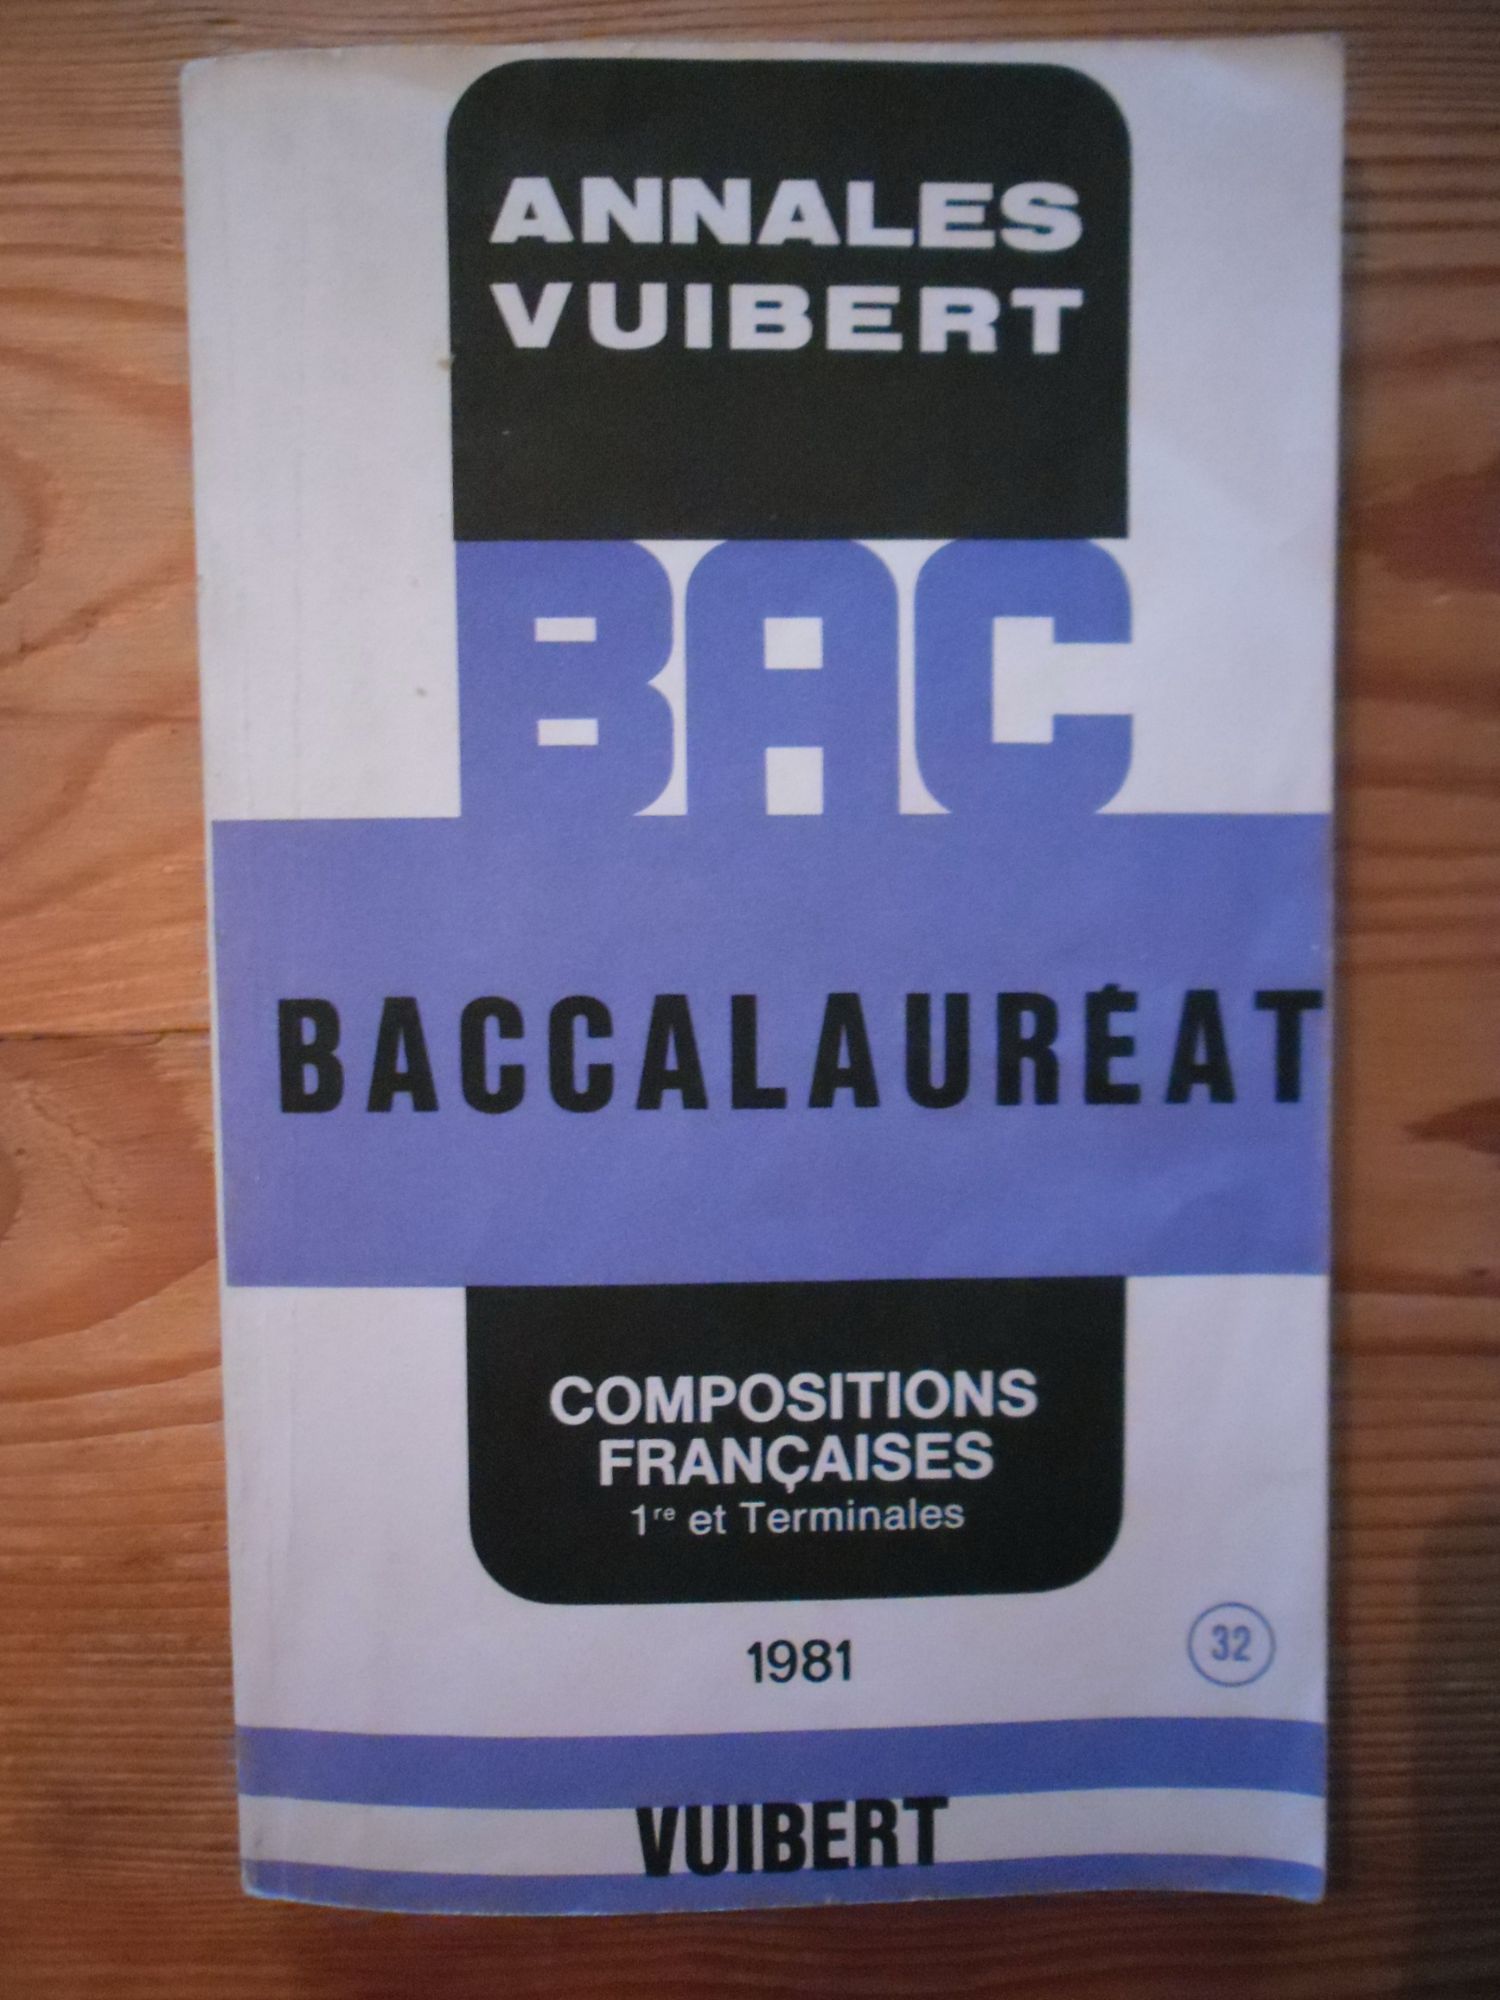 ANNALES
VUIBERT
BAC
BACCALAURÉAT
COMPOSITIONS
FRANÇAISES
1re et Terminales
1981
32
VUIBERT